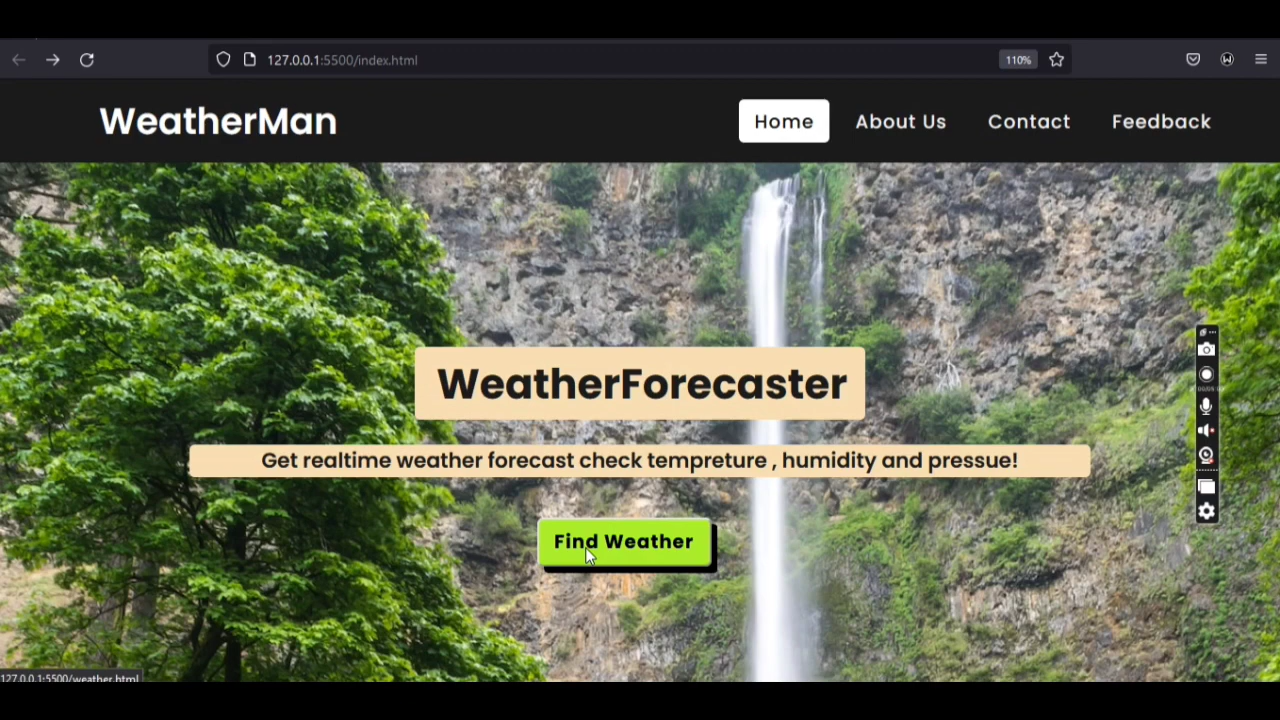 127.0.0.1:5500/index.html
110%
WeatherMan
Home
About Us
Contact
Feedback
WeatherForecaster
Get realtime weather forecast check tempreture , humidity and pressue!
Find Weather
127.0.0.1:5500/weather.html